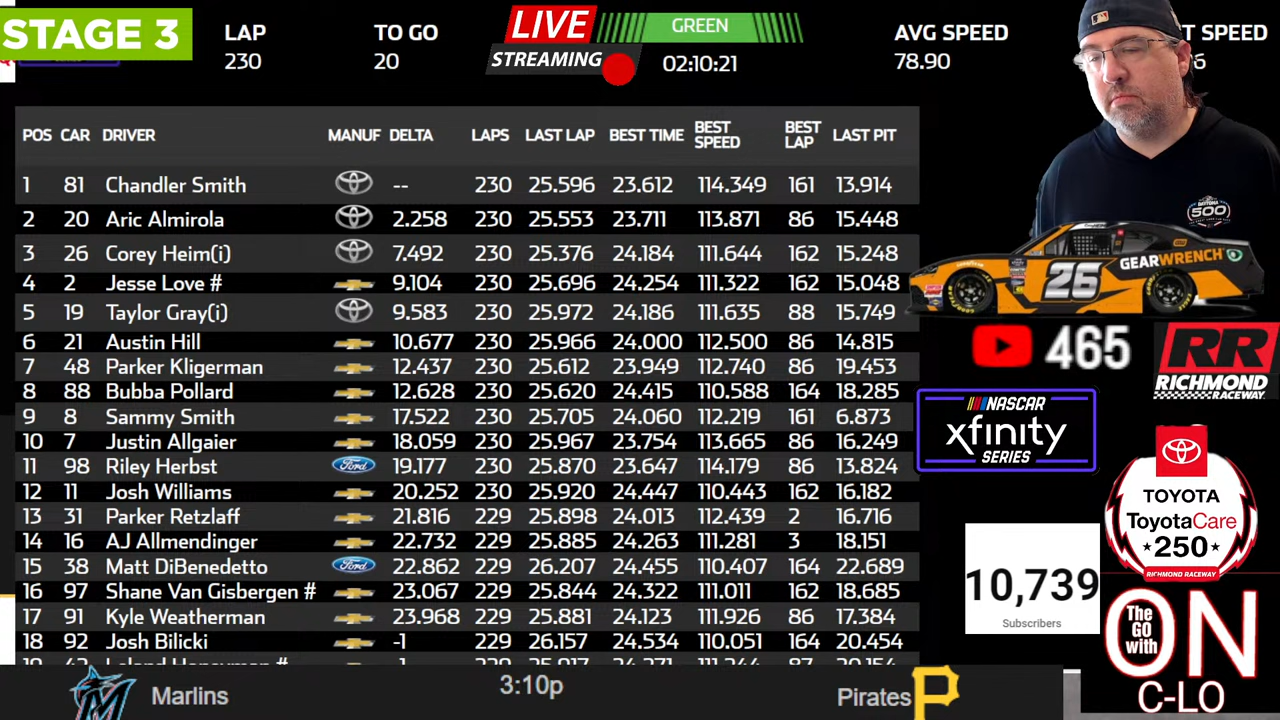 STAGE 3
LAP
230
TO GO
20
LIVE
STREAMING
GREEN
02:10:21
AVG SPEED
78.90
T SPEED
6
POS CAR DRIVER MANUF DELTA LAPS LAST LAP BEST TIME BEST SPEED BEST LAP LAST PIT
1 81 Chandler Smith -- 230 25.596 23.612 114.349 161 13.914
2 20 Aric Almirola 2.258 230 25.553 23.711 113.871 86 15.448
3 26 Corey Heim(i) 7.492 230 25.376 24.184 111.644 162 15.248
4 2 Jesse Love # 9.104 230 25.696 24.254 111.322 162 15.048
5 19 Taylor Gray(i) 9.583 230 25.972 24.186 111.635 88 15.749
6 21 Austin Hill 10.677 230 25.966 24.000 112.500 86 14.815
7 48 Parker Kligerman 12.437 230 25.612 23.949 112.740 86 19.453
8 88 Bubba Pollard 12.628 230 25.620 24.415 110.588 164 18.285
9 8 Sammy Smith 17.522 230 25.705 24.060 112.219 161 6.873
10 7 Justin Allgaier 18.059 230 25.967 23.754 113.665 86 16.249
11 98 Riley Herbst Ford 19.177 230 25.870 23.647 114.179 86 13.824
12 11 Josh Williams 20.252 230 25.920 24.447 110.443 162 16.182
13 31 Parker Retzlaff 21.816 229 25.898 24.013 112.439 2 16.716
14 16 AJ Allmendinger 22.732 229 25.885 24.263 111.281 3 18.151
15 38 Matt DiBenedetto Ford 22.862 229 26.207 24.455 110.407 164 22.689
16 97 Shane Van Gisbergen # 23.067 229 25.844 24.322 111.011 162 18.685
17 91 Kyle Weatherman 23.968 229 25.881 24.123 111.926 86 17.384
18 92 Josh Bilicki -1 229 26.157 24.534 110.051 164 20.454
DAYTONA
500
26
GEARWRENCH
465
RR
RICHMOND
RACEWAY
NASCAR
xfinity
SERIES
TOYOTA
ToyotaCare
250
RICHMOND RACEWAY
10,739
Subscribers
The
GO
with
ON
C-LO
Marlins
3:10p
Pirates
P